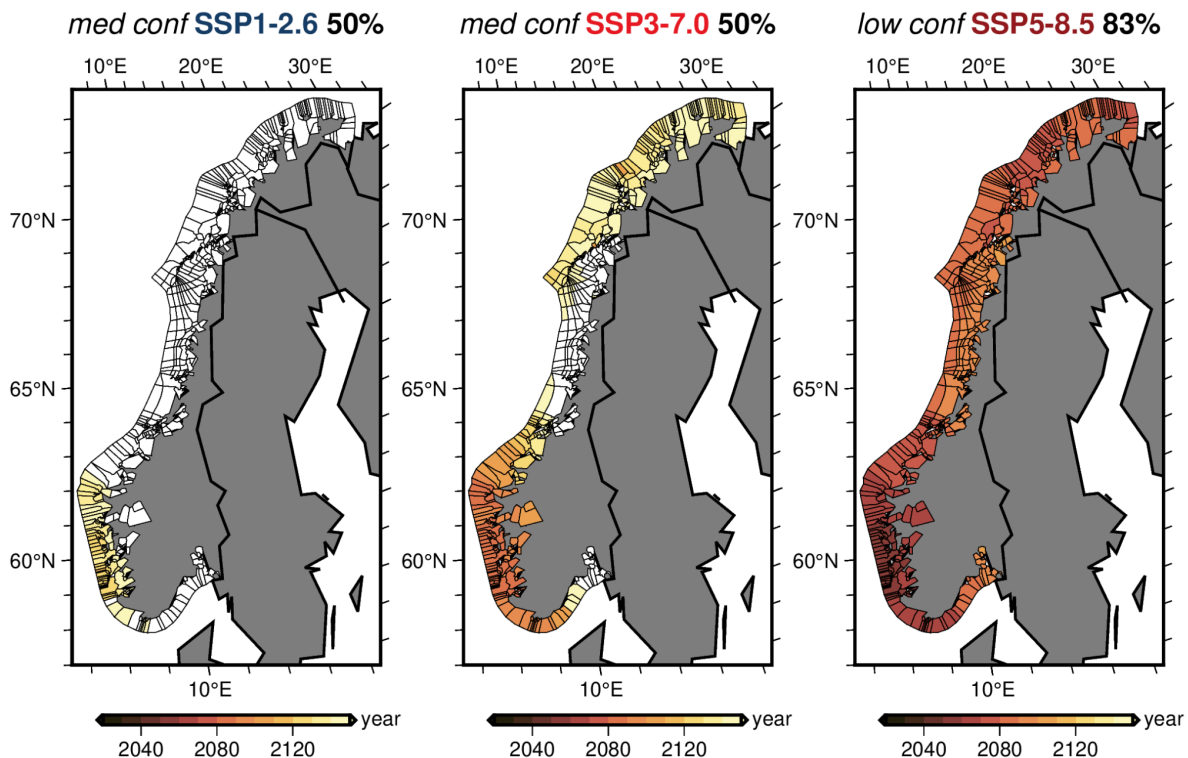 med conf SSP1-2.6 50% med conf SSP3-7.0 50% low conf SSP5-8.5 83%
10°E 20°E 30°E 10°E 20°E 30°E 10°E 20°E 30°E
70°N 70°N 70°N
65°N 65°N 65°N
60°N 60°N 60°N
10°E 10°E 10°E
year year year
2040 2080 2120 2040 2080 2120 2040 2080 2120